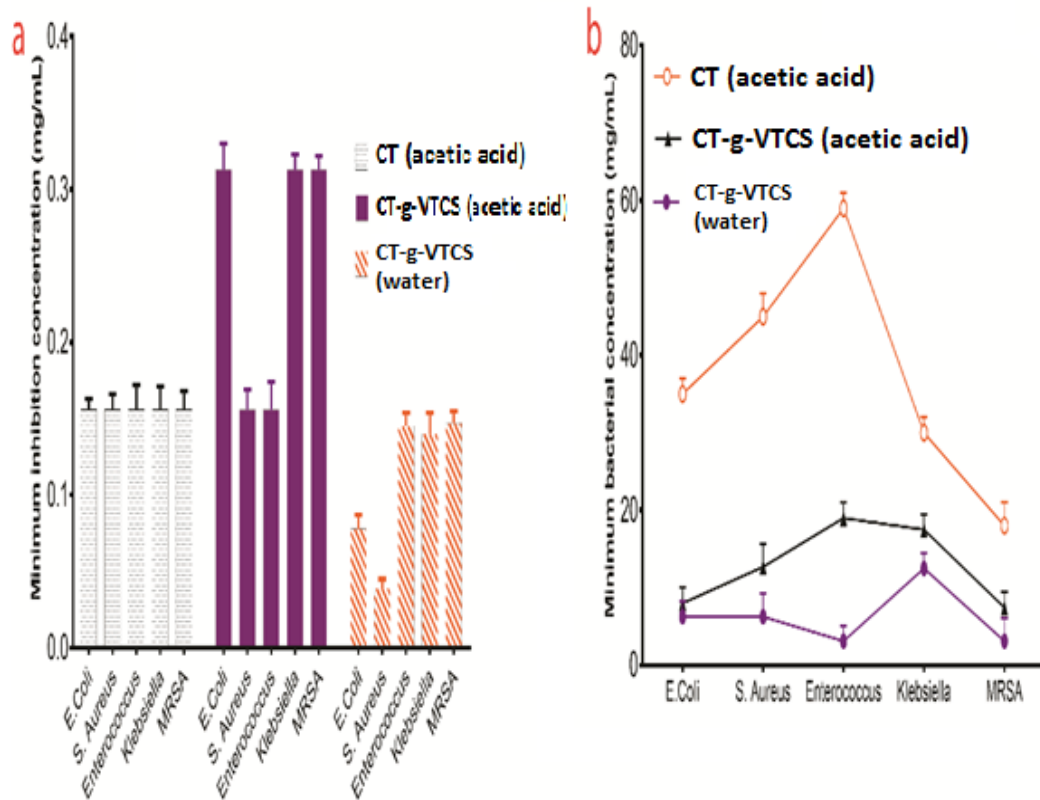 a
Minimum inhibition concentration (mg/mL)
0.4
0.3
0.2
0.1
0.0
CT (acetic acid)
CT-g-VTCS (acetic acid)
CT-g-VTCS
(water)
E.Coli
S. Aureus
Enterococcus
Klebsiella
MRSA
E.Coli
S. Aureus
Enterococcus
Klebsiella
MRSA
E.Coli
S. Aureus
Enterococcus
Klebsiella
MRSA
b
Minimum bacterial concentration (mg/mL)
80
60
40
20
0
CT (acetic acid)
CT-g-VTCS (acetic acid)
CT-g-VTCS
(water)
E.Coli
S. Aureus
Enterococcus
Klebsiella
MRSA